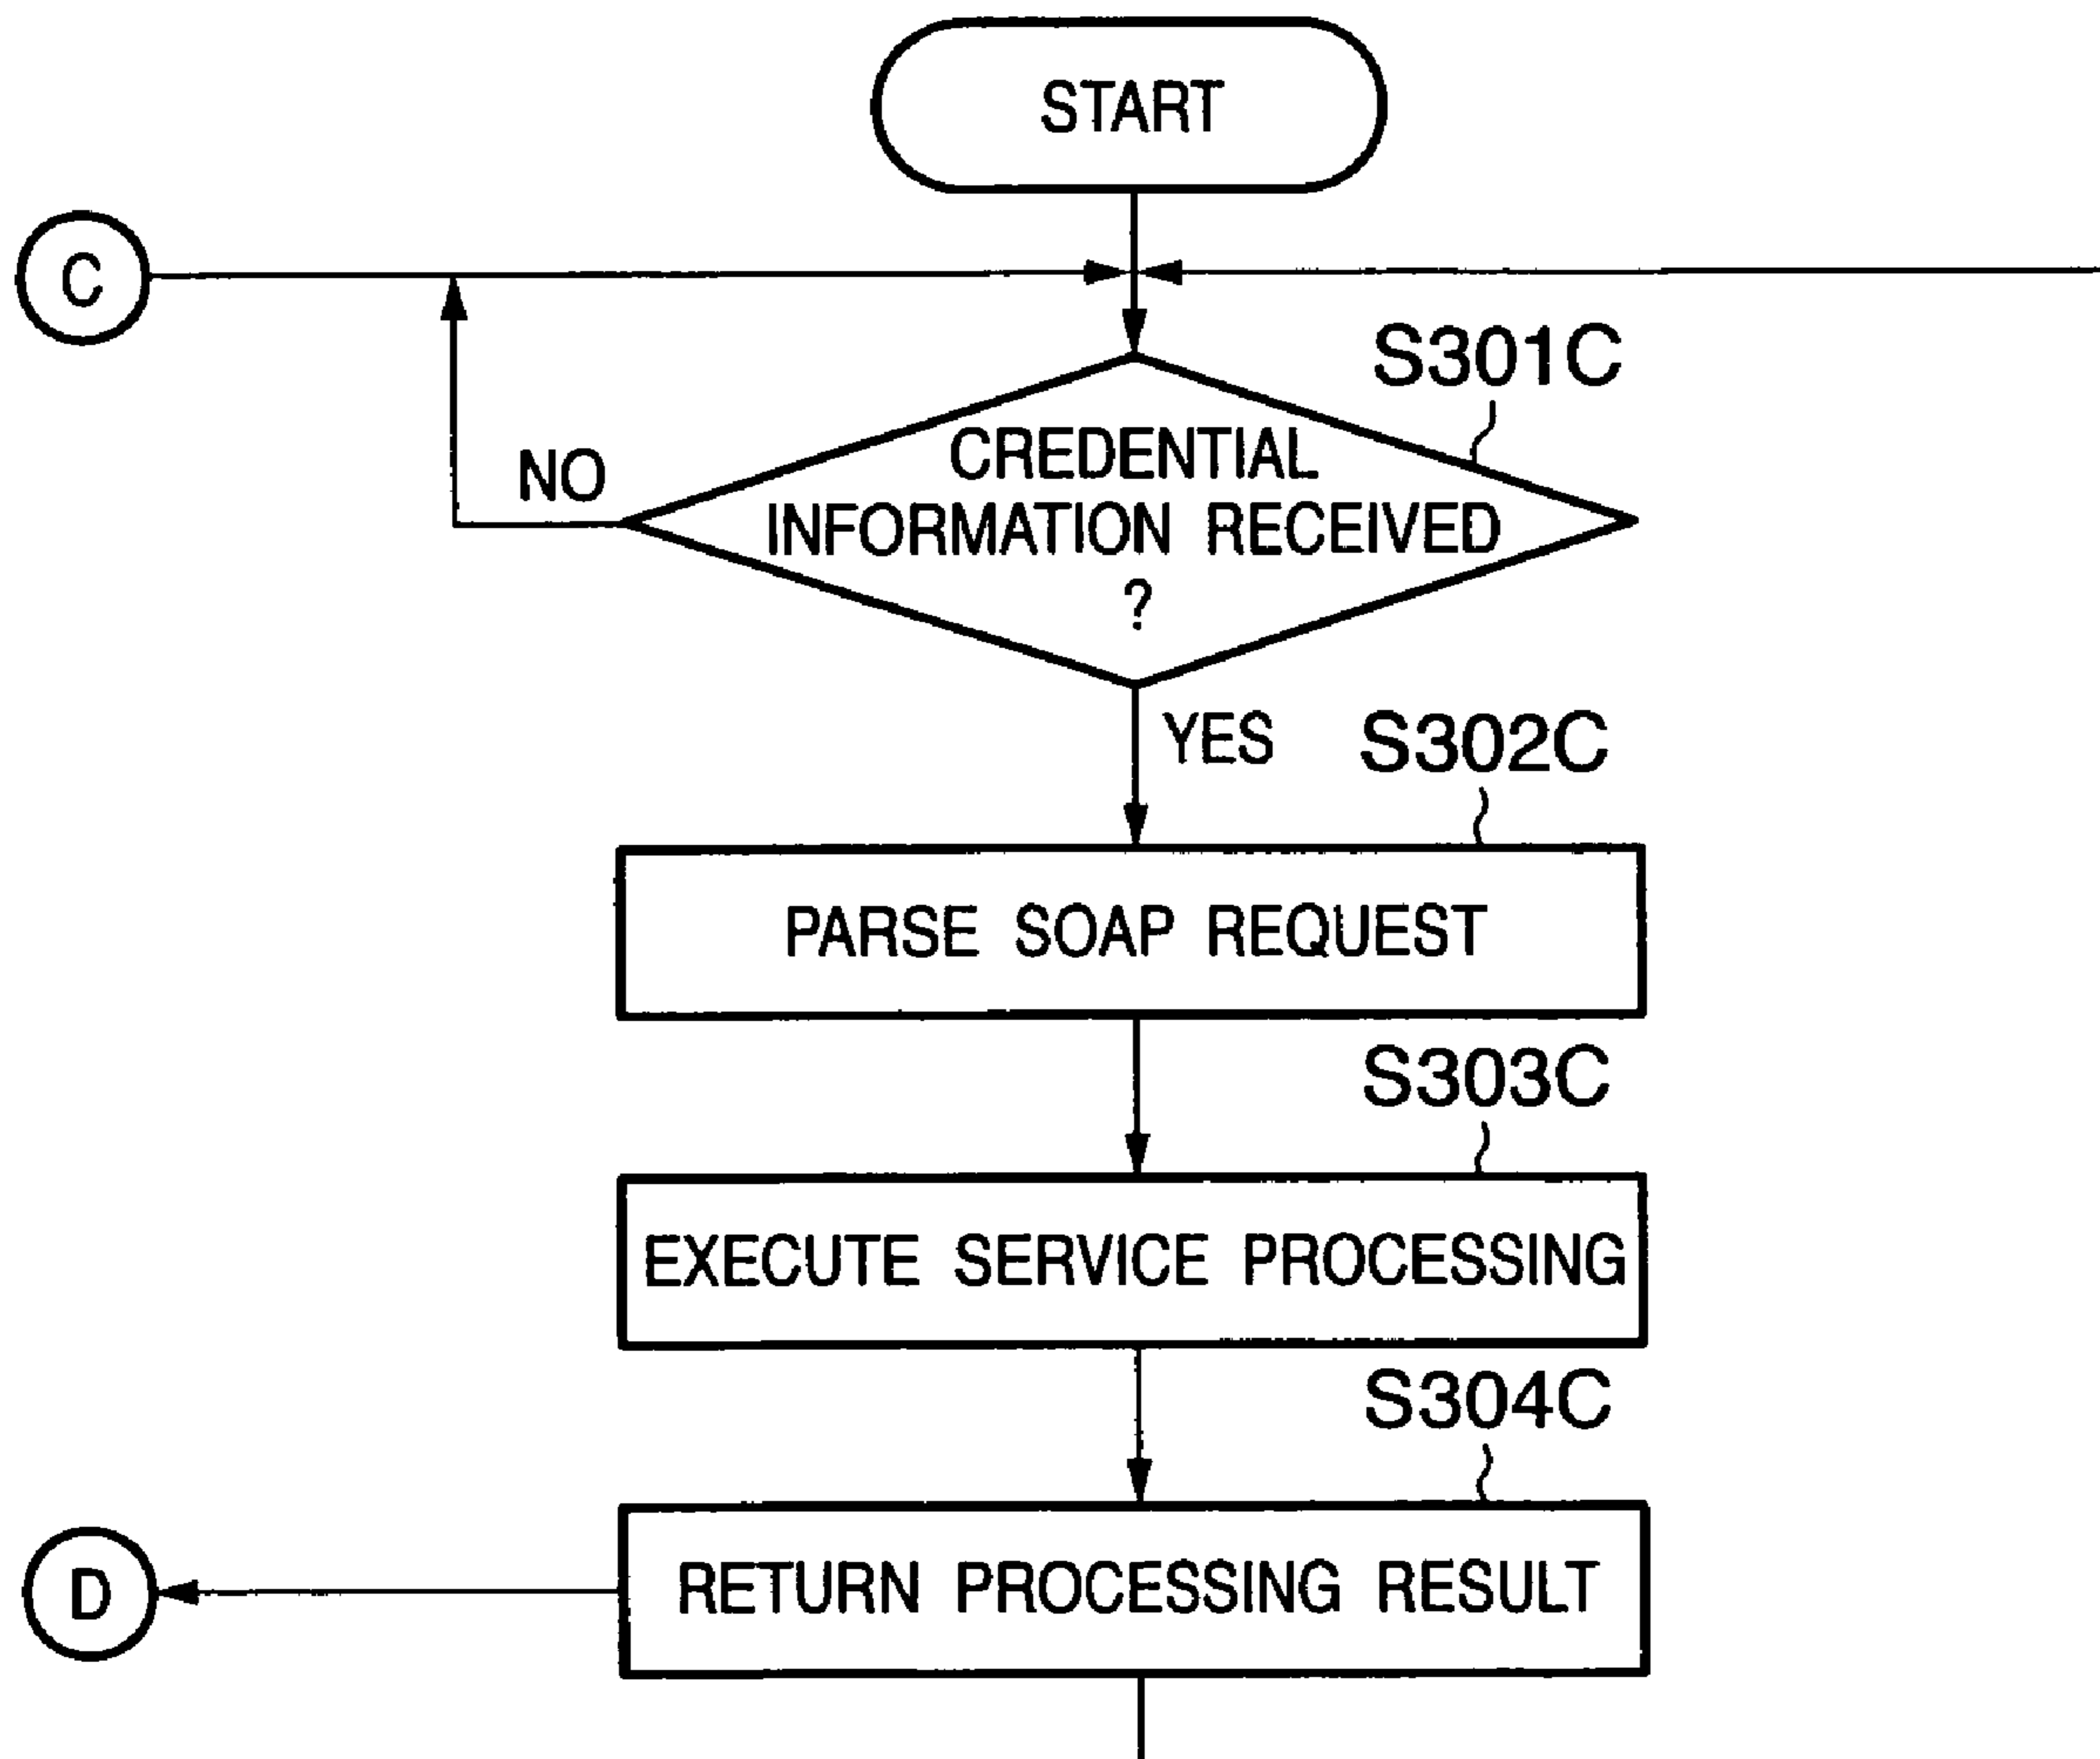 START
C
S301C
NO
CREDENTIAL
INFORMATION RECEIVED
?
YES
S302C
PARSE SOAP REQUEST
S303C
EXECUTE SERVICE PROCESSING
S304C
D
RETURN PROCESSING RESULT